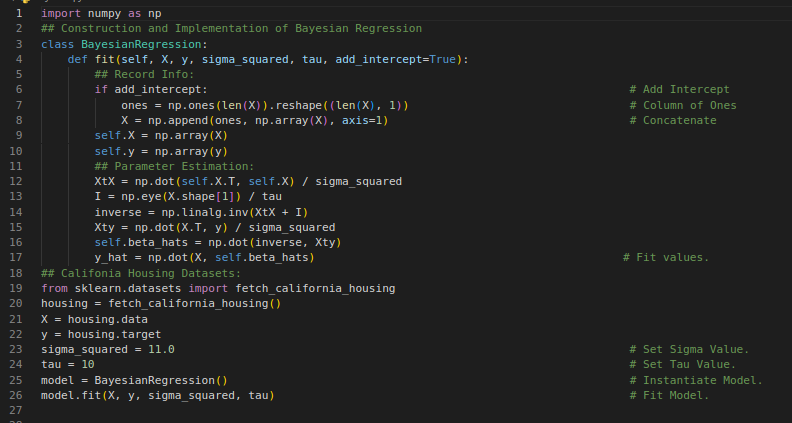 1 import numpy as np
2 ## Construction and Implementation of Bayesian Regression
3 class BayesianRegression:
4     def fit(self, X, y, sigma_squared, tau, add_intercept=True):
5         ## Record Info:
6         if add_intercept: # Add Intercept
7             ones = np.ones(len(X)).reshape((len(X), 1)) # Column of Ones
8             X = np.append(ones, np.array(X), axis=1) # Concatenate
9         self.X = np.array(X)
10         self.y = np.array(y)
11         ## Parameter Estimation:
12         XtX = np.dot(self.X.T, self.X) / sigma_squared
13         I = np.eye(X.shape[1]) / tau
14         inverse = np.linalg.inv(XtX + I)
15         Xty = np.dot(X.T, y) / sigma_squared
16         self.beta_hats = np.dot(inverse, Xty)
17         y_hat = np.dot(X, self.beta_hats) # Fit values.
18 ## Califonia Housing Datasets:
19 from sklearn.datasets import fetch_california_housing
20 housing = fetch_california_housing()
21 X = housing.data
22 y = housing.target
23 sigma_squared = 11.0 # Set Sigma Value.
24 tau = 10 # Set Tau Value.
25 model = BayesianRegression() # Instantiate Model.
26 model.fit(X, y, sigma_squared, tau) # Fit Model.
27